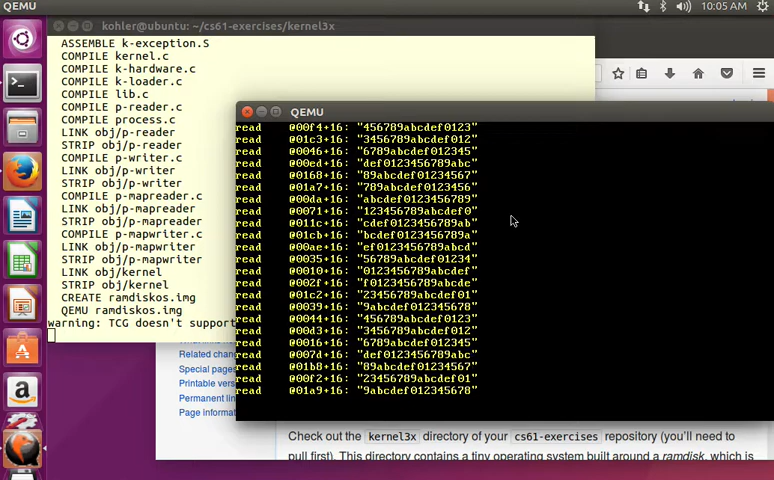 QEMU
10:05 AM
kohler@ubuntu: ~/cs61-exercises/kernel3x
ASSEMBLE k-exception.S
COMPILE kernel.c
COMPILE k-hardware.c
COMPILE k-loader.c
COMPILE lib.c
COMPILE p-reader.c
COMPILE process.c
LINK obj/p-reader
STRIP obj/p-reader
COMPILE p-writer.c
LINK obj/p-writer
STRIP obj/p-writer
COMPILE p-mapreader.c
LINK obj/p-mapreader
STRIP obj/p-mapreader
COMPILE p-mapwriter.c
LINK obj/p-mapwriter
STRIP obj/p-mapwriter
LINK obj/kernel
STRIP obj/kernel
CREATE ramdiskos.img
QEMU ramdiskos.img
warning: TCG doesn't support
QEMU
read @00f4+16: "456789abcdef0123"
read @01c3+16: "3456789abcdef012"
read @0046+16: "6789abcdef012345"
read @00ed+16: "def0123456789abc"
read @0168+16: "89abcdef01234567"
read @01a7+16: "789abcdef0123456"
read @00da+16: "abcdef0123456789"
read @0071+16: "123456789abcdef0"
read @011c+16: "cdef0123456789ab"
read @01cb+16: "bcdef0123456789a"
read @00ae+16: "ef0123456789abcd"
read @0035+16: "56789abcdef01234"
read @0010+16: "0123456789abcdef"
read @002f+16: "f0123456789abcde"
read @01c2+16: "23456789abcdef01"
read @0039+16: "9abcdef012345678"
read @0044+16: "456789abcdef0123"
read @00d3+16: "3456789abcdef012"
read @0016+16: "6789abcdef012345"
read @007d+16: "def0123456789abc"
read @01b8+16: "89abcdef01234567"
read @00f2+16: "23456789abcdef01"
read @01a9+16: "9abcdef012345678"
Related chan
Special pages
Printable vers
Permanent lin
Page informat
Check out the kernel3x directory of your cs61-exercises repository (you'll need to
pull first). This directory contains a tiny operating system built around a ramdisk, which is